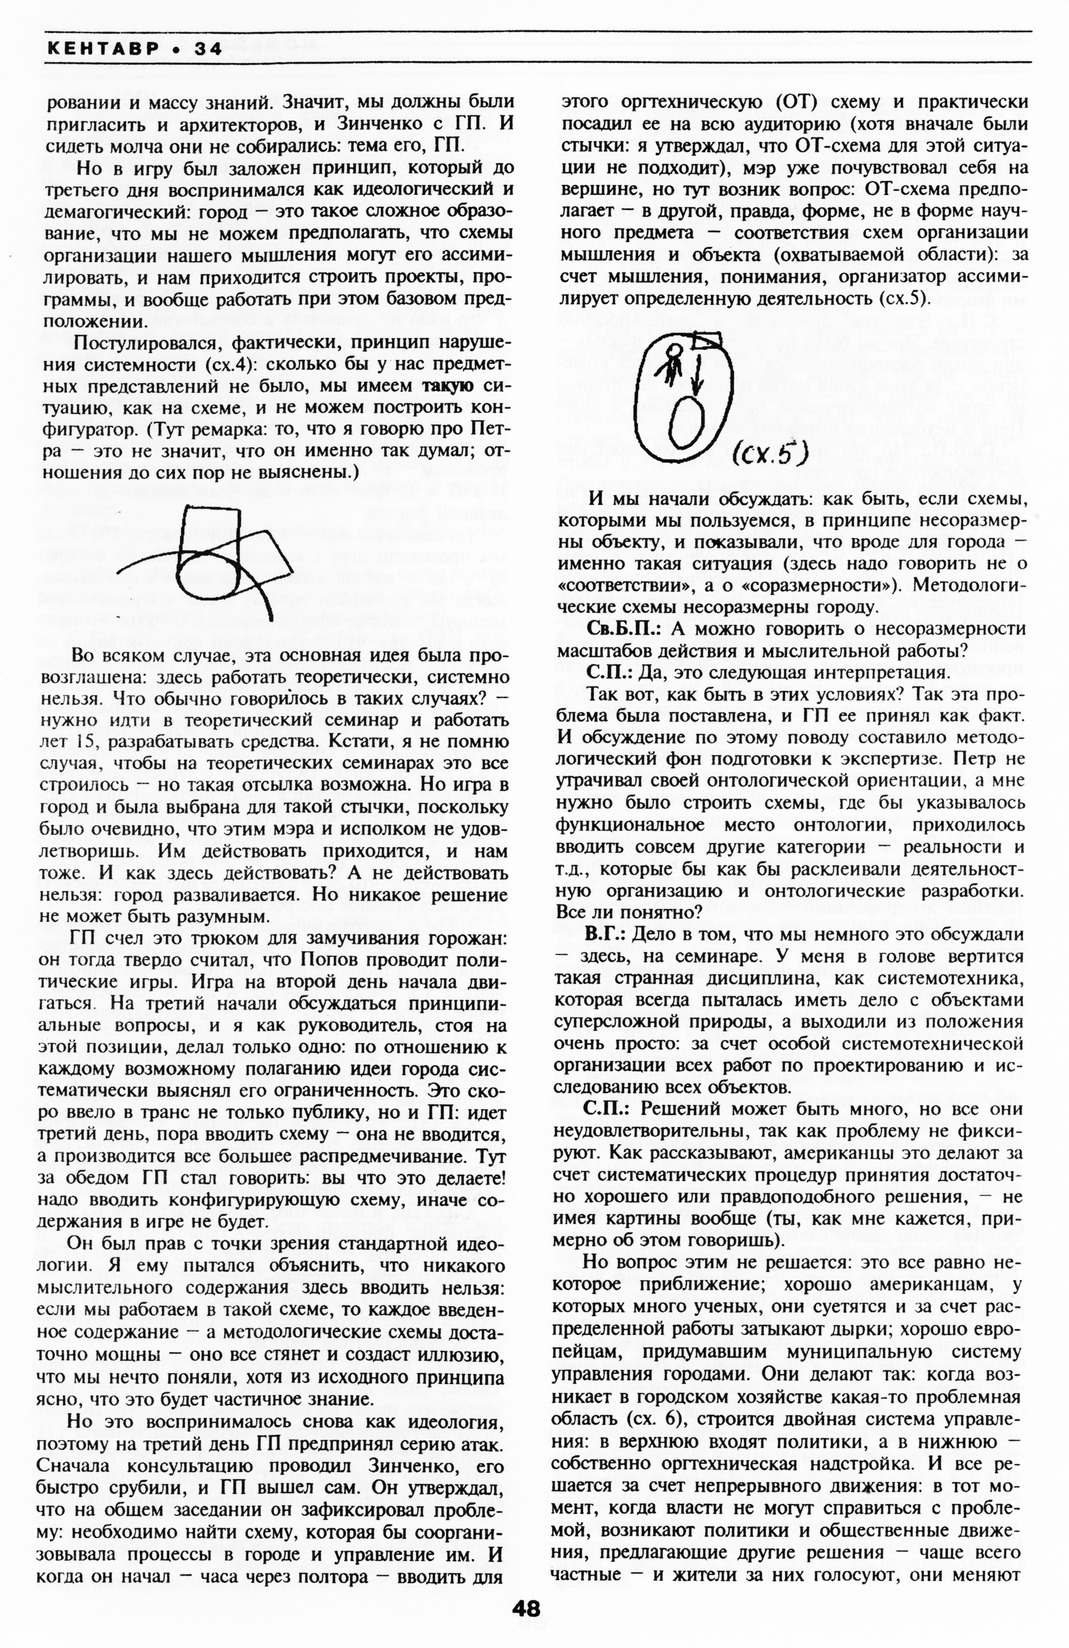 КЕНТАВР • 34
ровании и массу знаний. Значит, мы должны были
пригласить и архитекторов, и Зинченко с ГП. И
сидеть молча они не собирались: тема его, ГП.
Но в игру был заложен принцип, который до
третьего дня воспринимался как идеологический и
демагогический: город — это такое сложное образо-
вание, что мы не можем предполагать, что схемы
организации нашего мышления могут его ассими-
лировать, и нам приходится строить проекты, про-
граммы, и вообще работать при этом базовом пред-
положении.
Постулировался, фактически, принцип наруше-
ния системности (сх.4): сколько бы у нас предмет-
ных представлений не было, мы имеем такую си-
туацию, как на схеме, и не можем построить кон-
фигуратор. (Тут ремарка: то, что я говорю про Пет-
ра — это не значит, что он именно так думал; от-
ношения до сих пор не выяснены.)
Во всяком случае, эта основная идея была про-
возглашена: здесь работать теоретически, системно
нельзя. Что обычно говорилось в таких случаях? —
нужно идти в теоретический семинар и работать
лет 15, разрабатывать средства. Кстати, я не помню
случая, чтобы на теоретических семинарах это все
строилось — но такая отсылка возможна. Но игра в
город и была выбрана для такой стычки, поскольку
было очевидно, что этим мэра и исполком не удов-
летворишь. Им действовать приходится, и нам
тоже. И как здесь действовать? А не действовать
нельзя: город разваливается. Но никакое решение
не может быть разумным.
ГП счел это трюком для замучивания горожан:
он тогда твердо считал, что Попов проводит поли-
тические игры. Игра на второй день начала дви-
гаться. На третий начали обсуждаться принципи-
альные вопросы, и я как руководитель, стоя на
этой позиции, делал только одно: по отношению к
каждому возможному полаганию идеи города сис-
тематически выяснял его ограниченность. Это ско-
ро ввело в транс не только публику, но и ГП: идет
третий день, пора вводить схему — она не вводится,
а производится все большее распредмечивание. Тут
за обедом ГП стал говорить: вы что это делаете!
надо вводить конфигурирующую схему, иначе со-
держания в игре не будет.
Он был прав с точки зрения стандартной идео-
логии. Я ему пытался объяснить, что никакого
мыслительного содержания здесь вводить нельзя:
если мы работаем в такой схеме, то каждое введен-
ное содержание — а методологические схемы доста-
точно мощны — оно все стянет и создаст иллюзию,
что мы нечто поняли, хотя из исходного принципа
ясно, что это будет частичное знание.
Но это воспринималось снова как идеология,
поэтому на третий день ГП предпринял серию атак.
Сначала консультацию проводил Зинченко, его
быстро срубили, и ГП вышел сам. Он утверждал,
что на общем заседании он зафиксировал пробле-
му: необходимо найти схему, которая бы сооргани-
зовывала процессы в городе и управление им. И
когда он начал — часа через полтора — вводить для
этого оргтехническую (ОТ) схему и практически
посадил ее на всю аудиторию (хотя вначале были
стычки: я утверждал, что ОТ-схема для этой ситуа-
ции не подходит), мэр уже почувствовал себя на
вершине, но тут возник вопрос: ОТ-схема предпо-
лагает — в другой, правда, форме, не в форме науч-
ного предмета — соответствия схем организации
мышления и объекта (охватываемой области): за
счет мышления, понимания, организатор ассими-
лирует определенную деятельность (сх.5).
(сх.5)
И мы начали обсуждать: как быть, если схемы,
которыми мы пользуемся, в принципе несоразмер-
ны объекту, и показывали, что вроде для города —
именно такая ситуация (здесь надо говорить не о
«соответствии», а о «соразмерности»). Методологи-
ческие схемы несоразмерны городу.
Св.Б.П.: А можно говорить о несоразмерности
масштабов действия и мыслительной работы?
С.П.: Да, это следующая интерпретация.
Так вот, как быть в этих условиях? Так эта про-
блема была поставлена, и ГП ее принял как факт.
И обсуждение по этому поводу составило методо-
логический фон подготовки к экспертизе. Петр не
утрачивал своей онтологической ориентации, а мне
нужно было строить схемы, где бы указывалось
функциональное место онтологии, приходилось
вводить совсем другие категории — реальности и
т.д., которые бы как бы расклеивали деятельност-
ную организацию и онтологические разработки.
Все ли понятно?
В.Г.: Дело в том, что мы немного это обсуждали
— здесь, на семинаре. У меня в голове вертится
такая странная дисциплина, как системотехника,
которая всегда пыталась иметь дело с объектами
суперсложной природы, а выходили из положения
очень просто: за счет особой системотехнической
организации всех работ по проектированию и ис-
следованию всех объектов.
С.П.: Решений может быть много, но все они
неудовлетворительны, так как проблему не фикси-
руют. Как рассказывают, американцы это делают за
счет систематических процедур принятия достаточ-
но хорошего или правдоподобного решения, — не
имея картины вообще (ты, как мне кажется, при-
мерно об этом говоришь).
Но вопрос этим не решается: это все равно не-
которое приближение; хорошо американцам, у
которых много ученых, они суетятся и за счет рас-
пределенной работы затыкают дырки; хорошо евро-
пейцам, придумавшим муниципальную систему
управления городами. Они делают так: когда воз-
никает в городском хозяйстве какая-то проблемная
область (сх. 6), строится двойная система управле-
ния: в верхнюю входят политики, а в нижнюю —
собственно оргтехническая надстройка. И все ре-
шается за счет непрерывного движения: в тот мо-
мент, когда власти не могут справиться с пробле-
мой, возникают политики и общественные движе-
ния, предлагающие другие решения — чаще всего
частные — и жители за них голосуют, они меняют
48